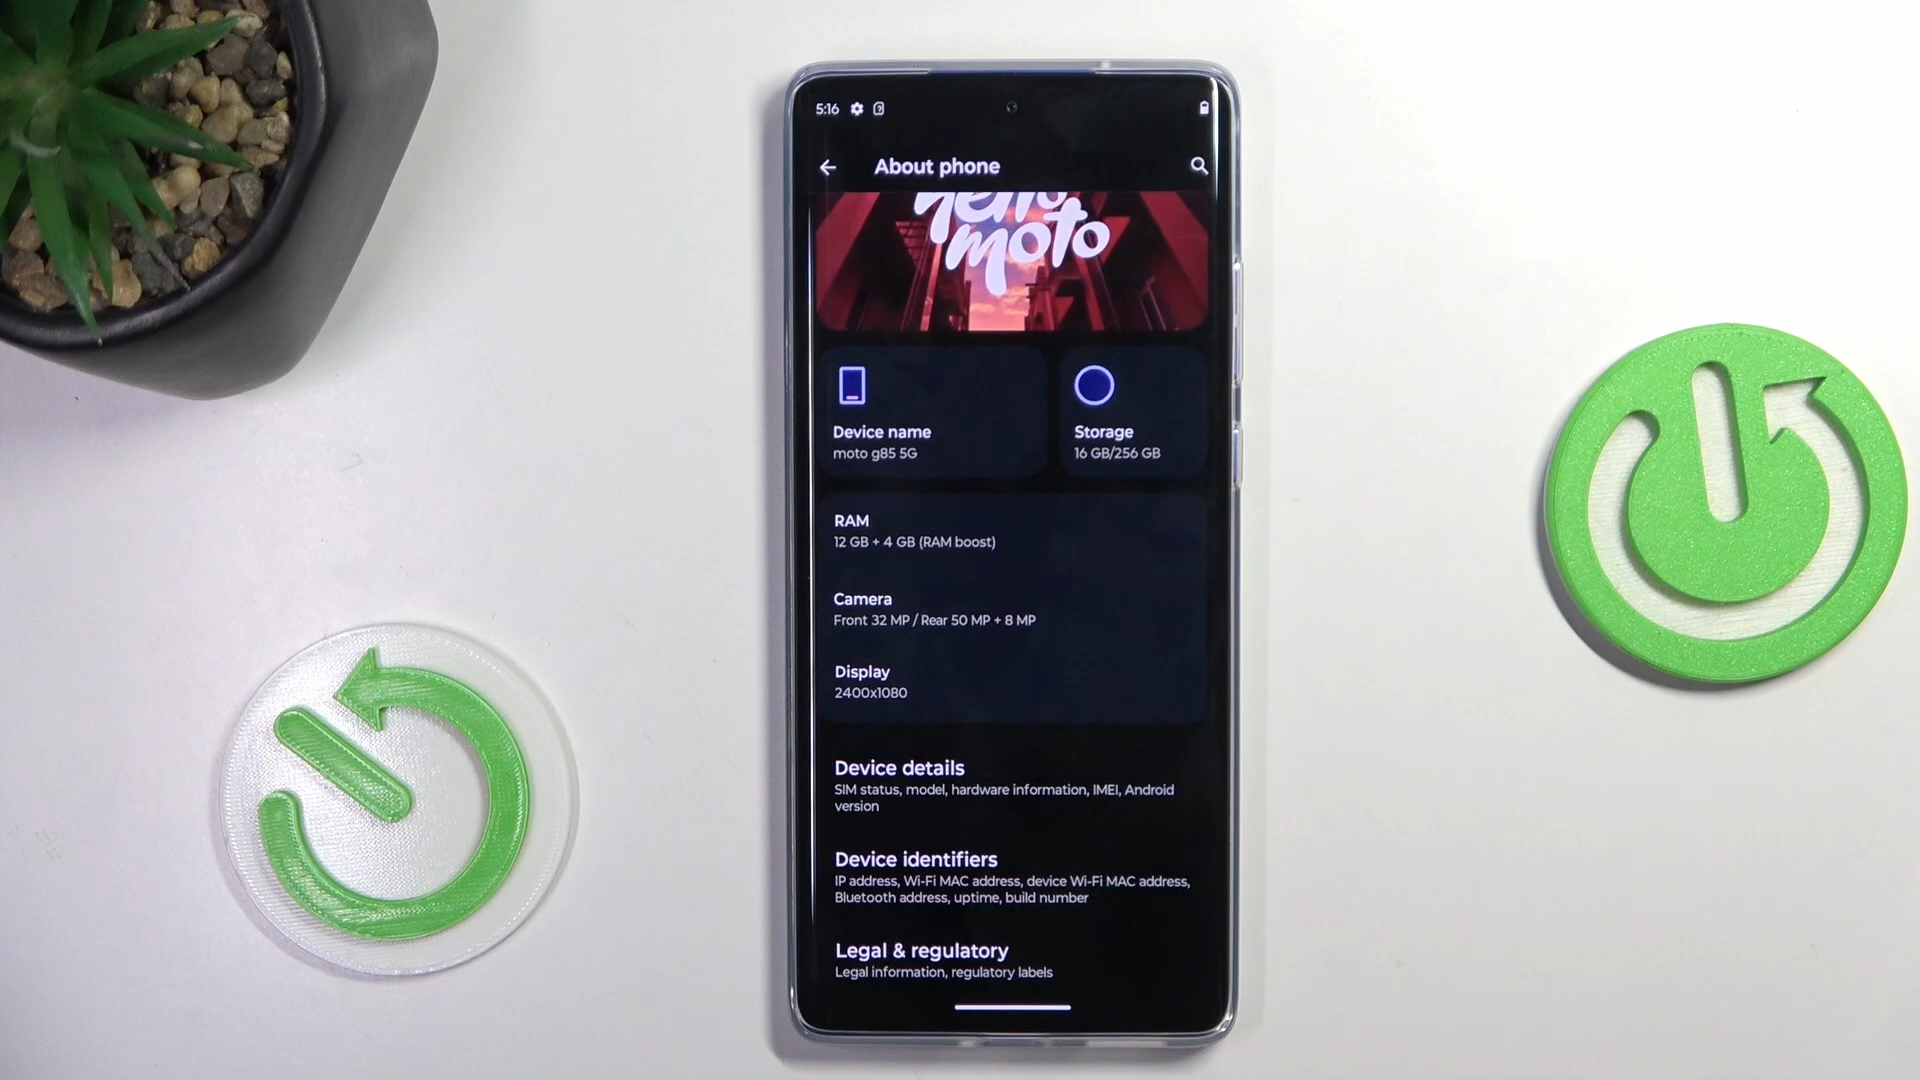 5:16
About phone
hello
moto
Device name
moto g85 5G
Storage
16 GB/256 GB
RAM
12 GB + 4 GB (RAM boost)
Camera
Front 32 MP / Rear 50 MP + 8 MP
Display
2400x1080
Device details
SIM status, model, hardware information, IMEI, Android
version
Device identifiers
IP address, Wi-Fi MAC address, device Wi-Fi MAC address,
Bluetooth address, uptime, build number
Legal & regulatory
Legal information, regulatory labels